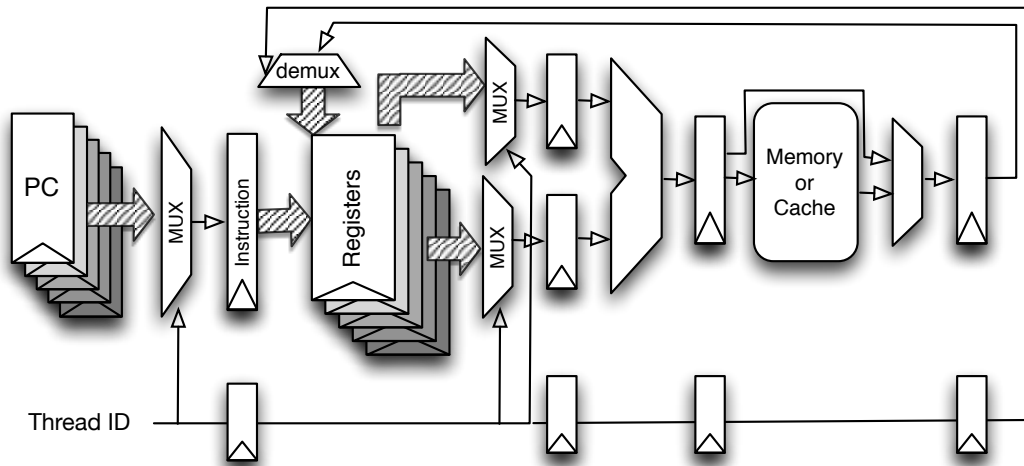 demux
MUX
PC
MUX
Instruction
Registers
MUX
Memory
or
Cache
Thread ID